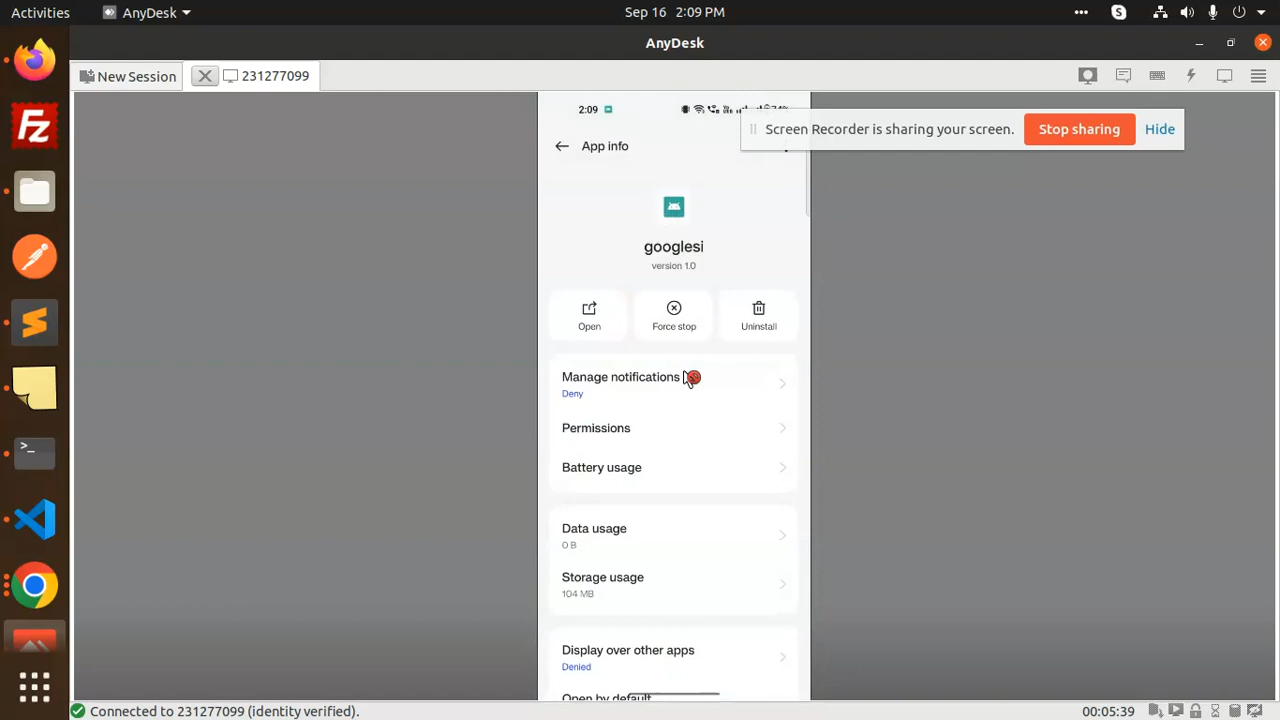 Activities
AnyDesk
Sep 16 2:09 PM
AnyDesk
New Session
231277099
2:09
Screen Recorder is sharing your screen.
Stop sharing
Hide
App info
googlesi
version 1.0
Open
Force stop
Uninstall
Manage notifications
Deny
Permissions
Battery usage
Data usage
0 B
Storage usage
104 MB
Display over other apps
Denied
Open by default
Connected to 231277099 (identity verified).
00:05:39